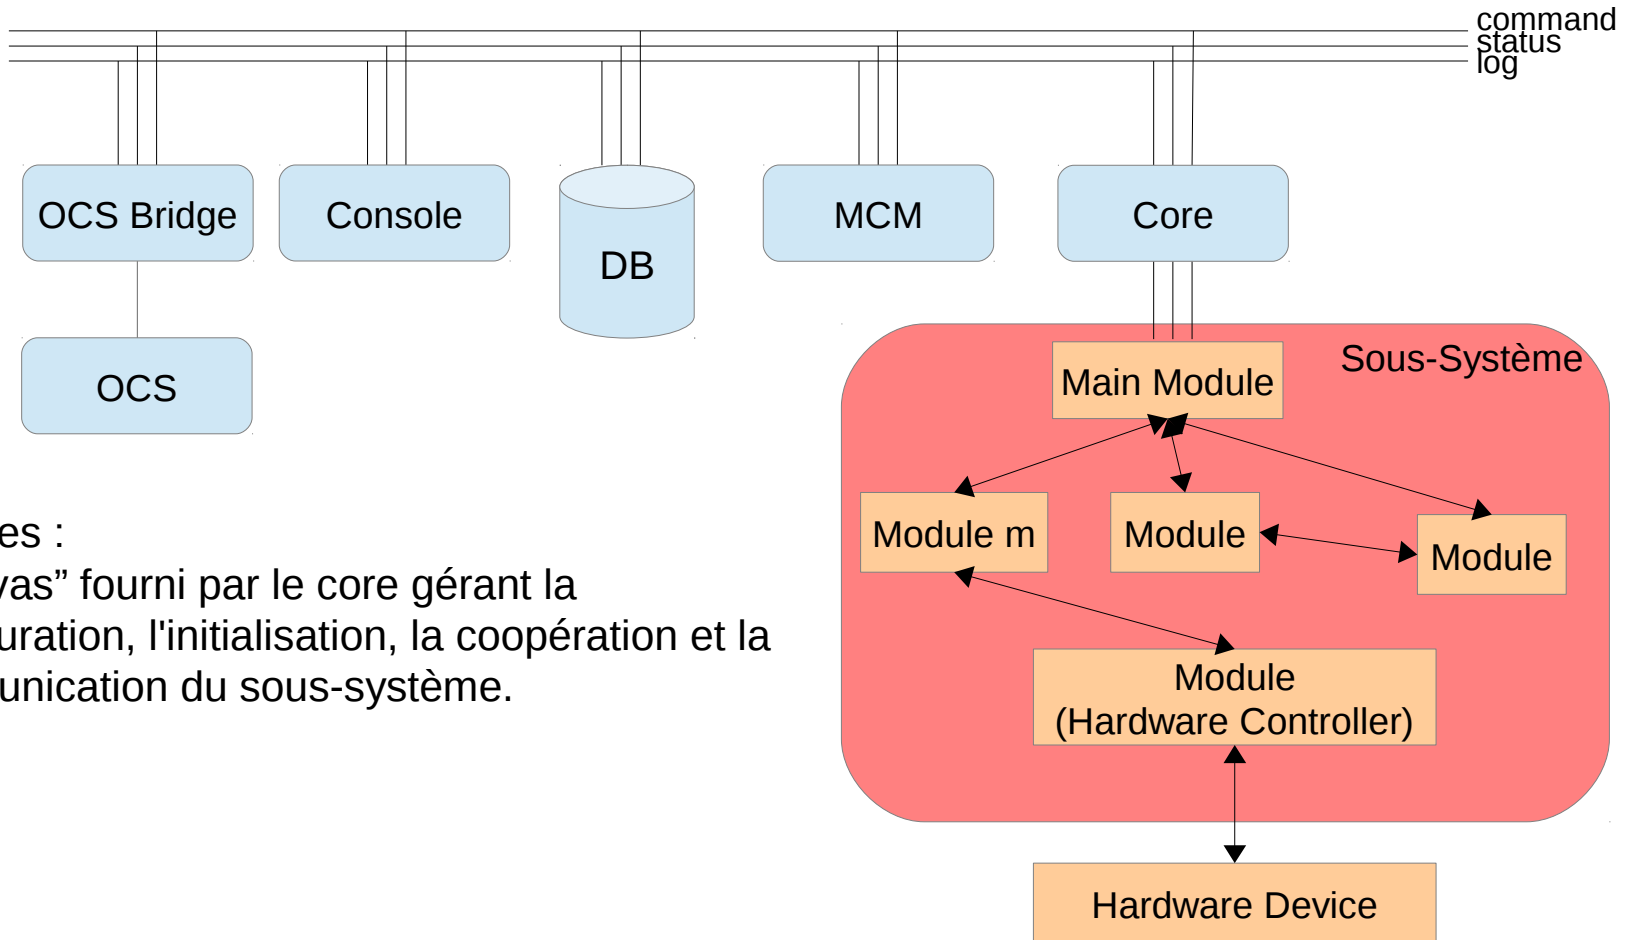 command
status
log
OCS Bridge
Console
DB
MCM
Core
OCS
Sous-Système
Main Module
Module m
Module
Module
Module
(Hardware Controller)
Hardware Device
es :
vas” fourni par le core gérant la
uration, l'initialisation, la coopération et la
unication du sous-système.